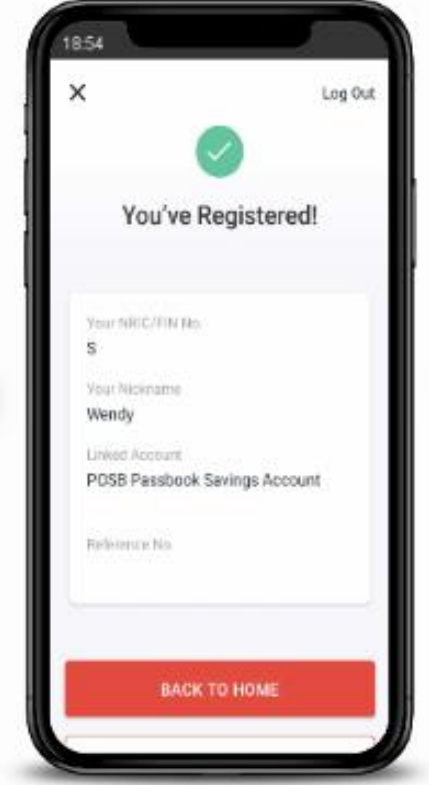 18:54
Log Out
You've Registered!
Your NRIC/FIN No.
S
Your Nickname
Wendy
Linked Account
POSB Passbook Savings Account
Reference No.
BACK TO HOME